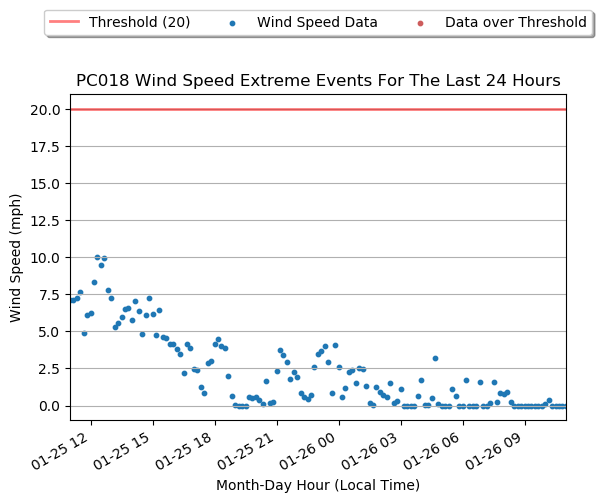 Threshold (20) Wind Speed Data Data over Threshold
PC018 Wind Speed Extreme Events For The Last 24 Hours
20.0
17.5
15.0
12.5
10.0
7.5
5.0
2.5
0.0
Wind Speed (mph)
01-25 12 01-25 15 01-25 18 01-25 21 01-26 00 01-26 03 01-26 06 01-26 09
Month-Day Hour (Local Time)